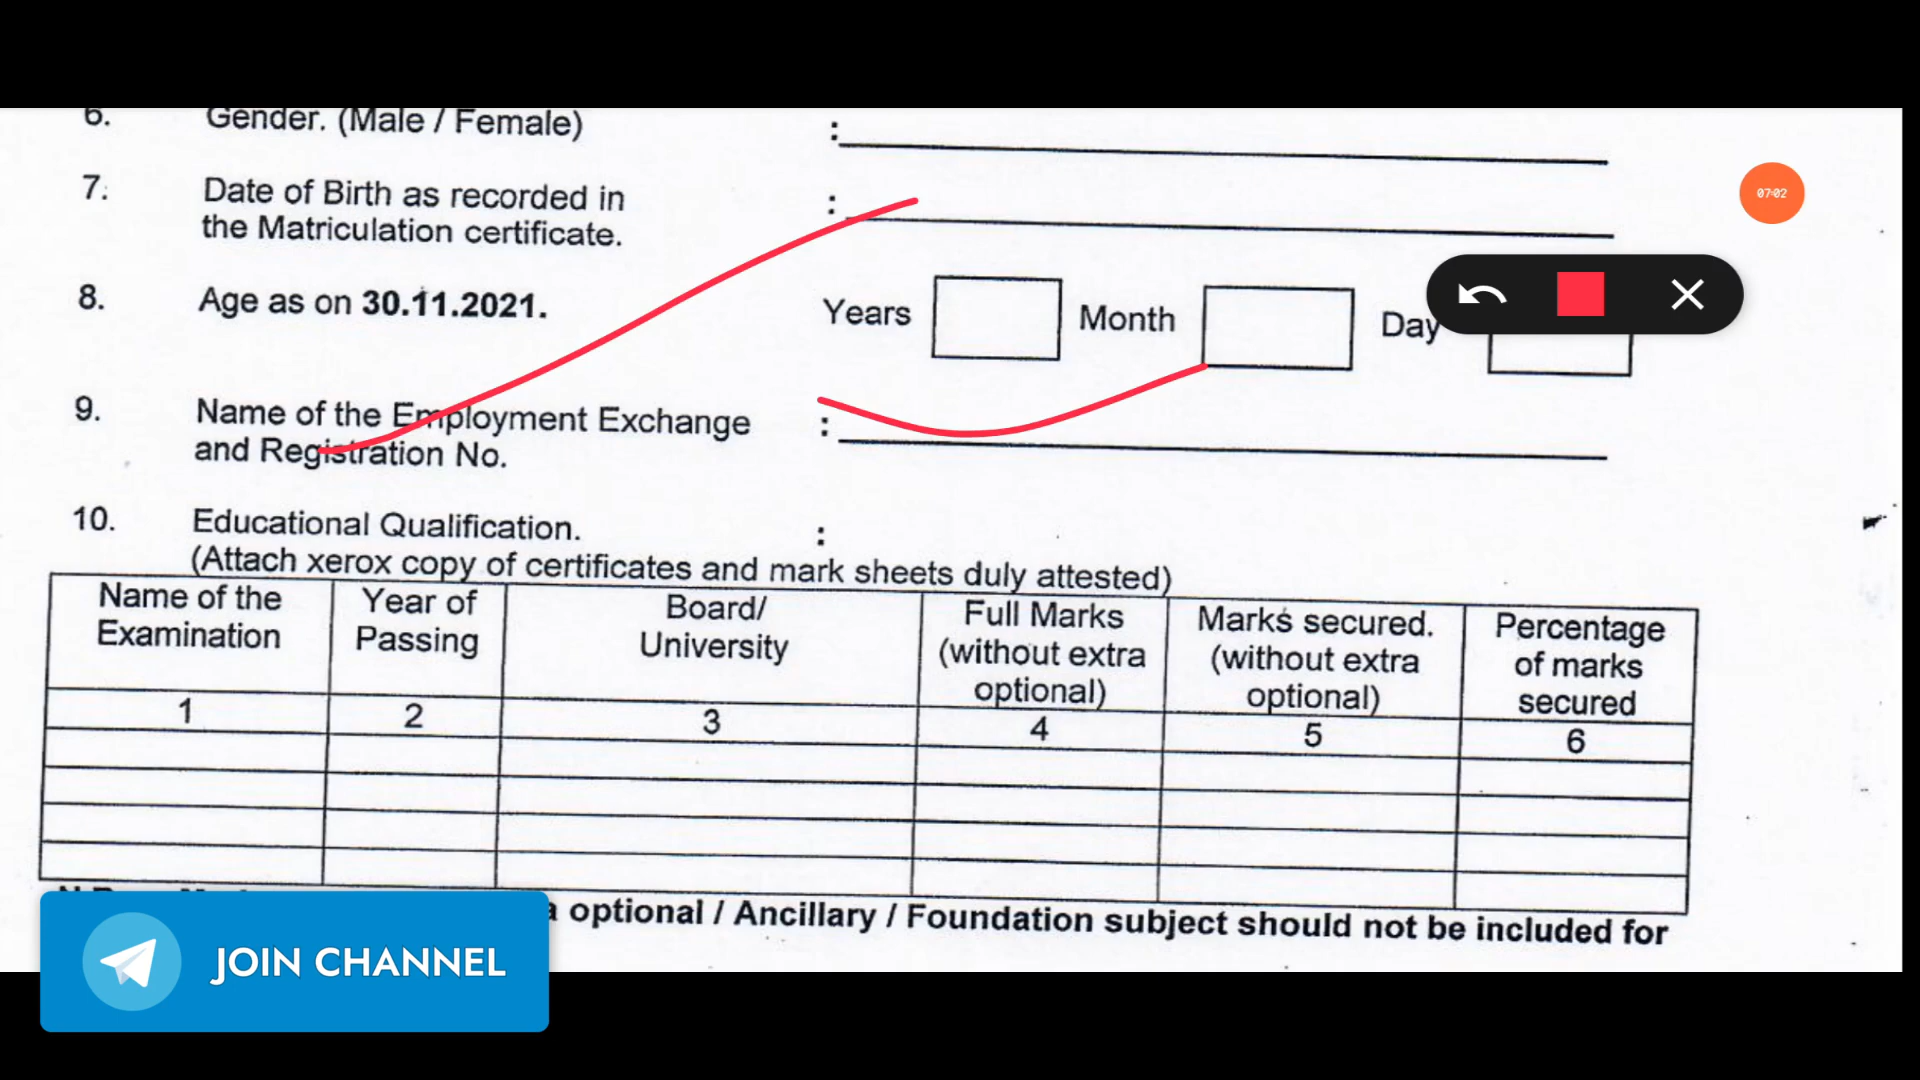 6. Gender. (Male / Female) :
7. Date of Birth as recorded in :
the Matriculation certificate.
8. Age as on 30.11.2021. Years Month Day
9. Name of the Employment Exchange :
and Registration No.
10. Educational Qualification. :
(Attach xerox copy of certificates and mark sheets duly attested)
Name of the Examination
Year of Passing
Board/ University
Full Marks (without extra optional)
Marks secured. (without extra optional)
Percentage of marks secured
1 2 3 4 5 6
optional / Ancillary / Foundation subject should not be included for
JOIN CHANNEL
07:02